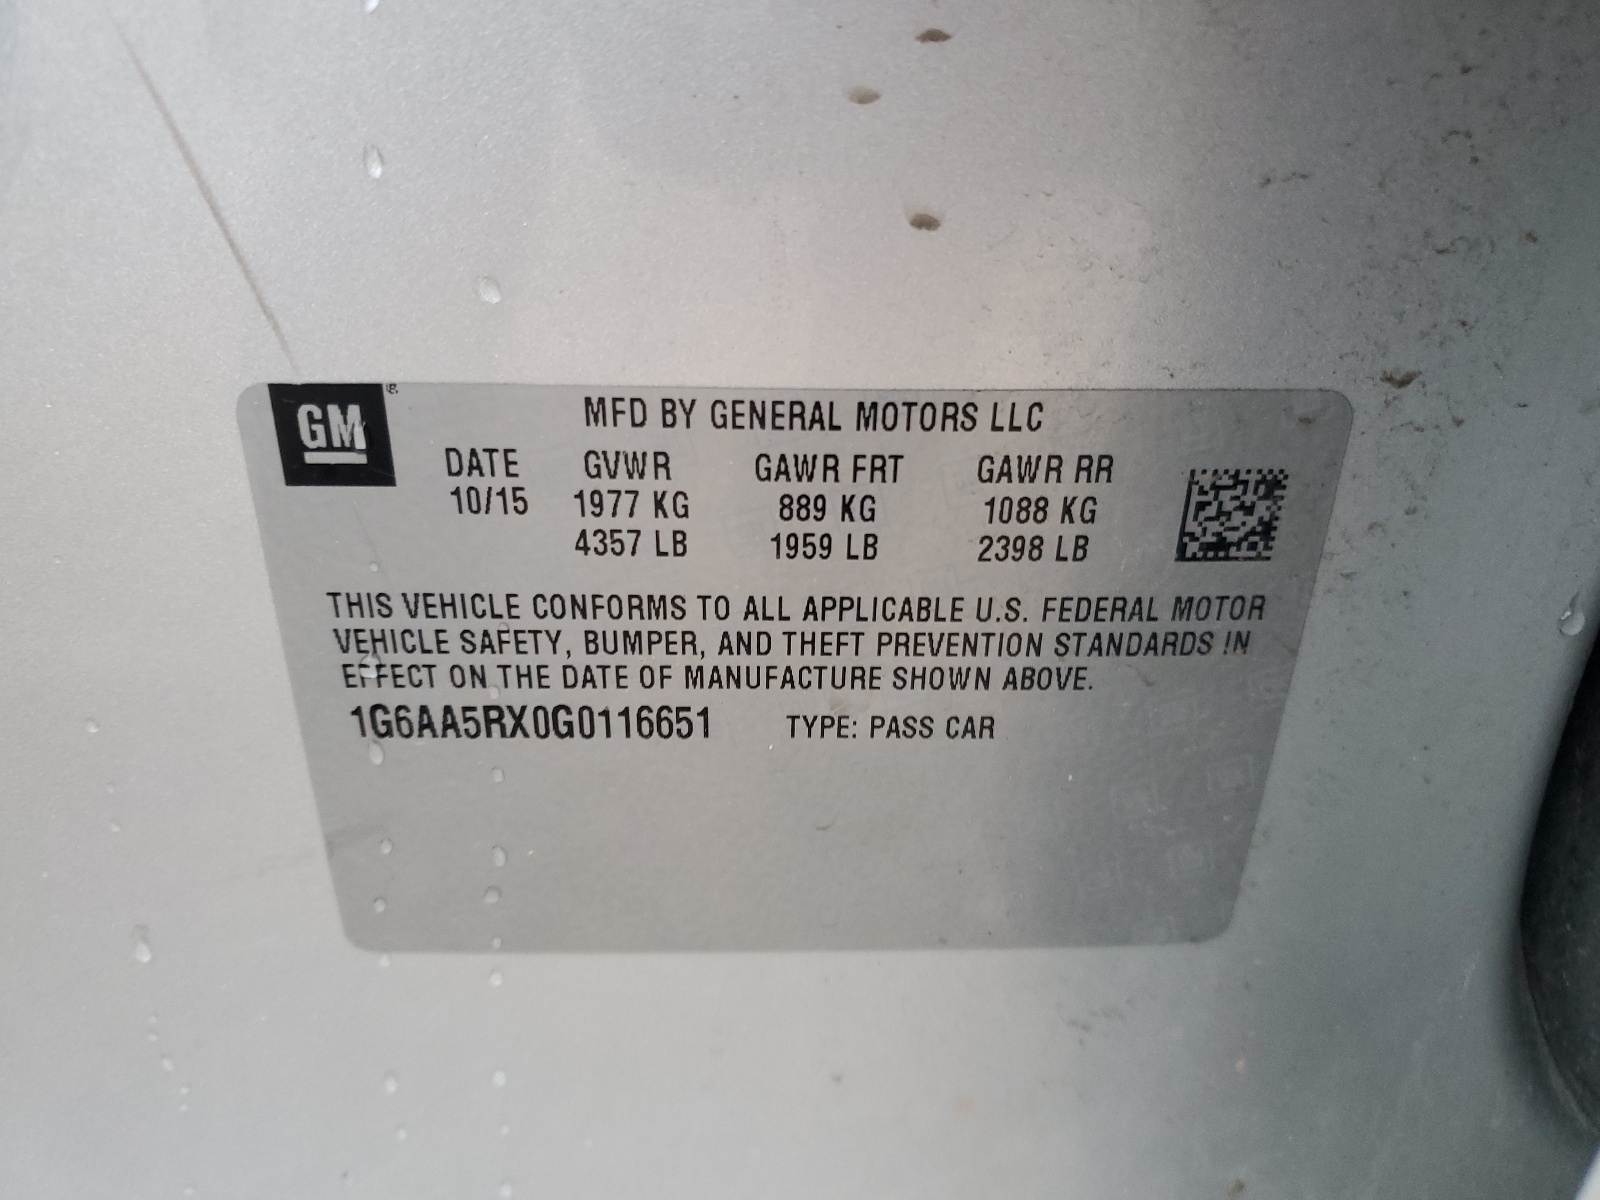 GM
MFD BY GENERAL MOTORS LLC
DATE GVWR GAWR FRT GAWR RR
10/15 1977 KG 889 KG 1088 KG
4357 LB 1959 LB 2398 LB
THIS VEHICLE CONFORMS TO ALL APPLICABLE U.S. FEDERAL MOTOR
VEHICLE SAFETY, BUMPER, AND THEFT PREVENTION STANDARDS IN
EFFECT ON THE DATE OF MANUFACTURE SHOWN ABOVE.
1G6AA5RX0G0116651 TYPE: PASS CAR